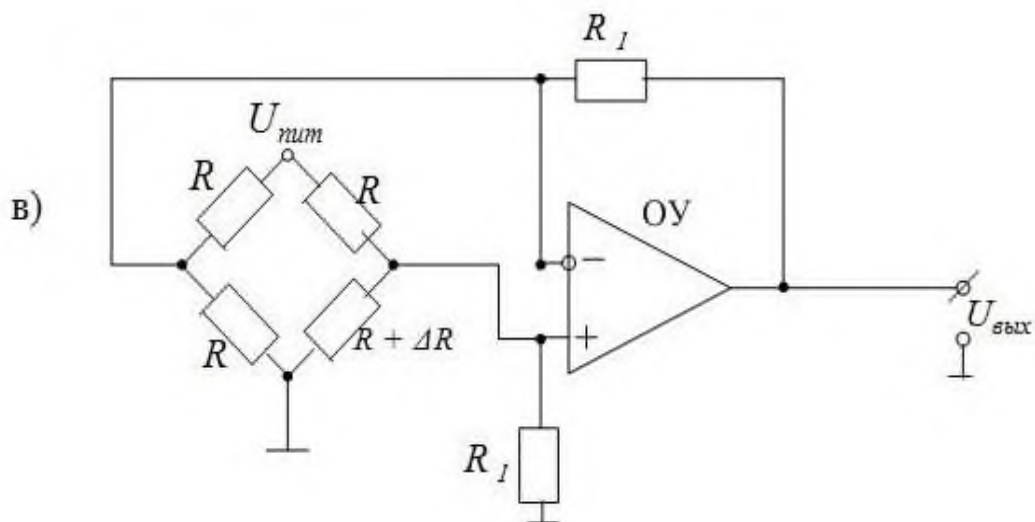 R 1
U пит
R R
в)
ОУ
−
R R + ΔR
+
U вых
R 1